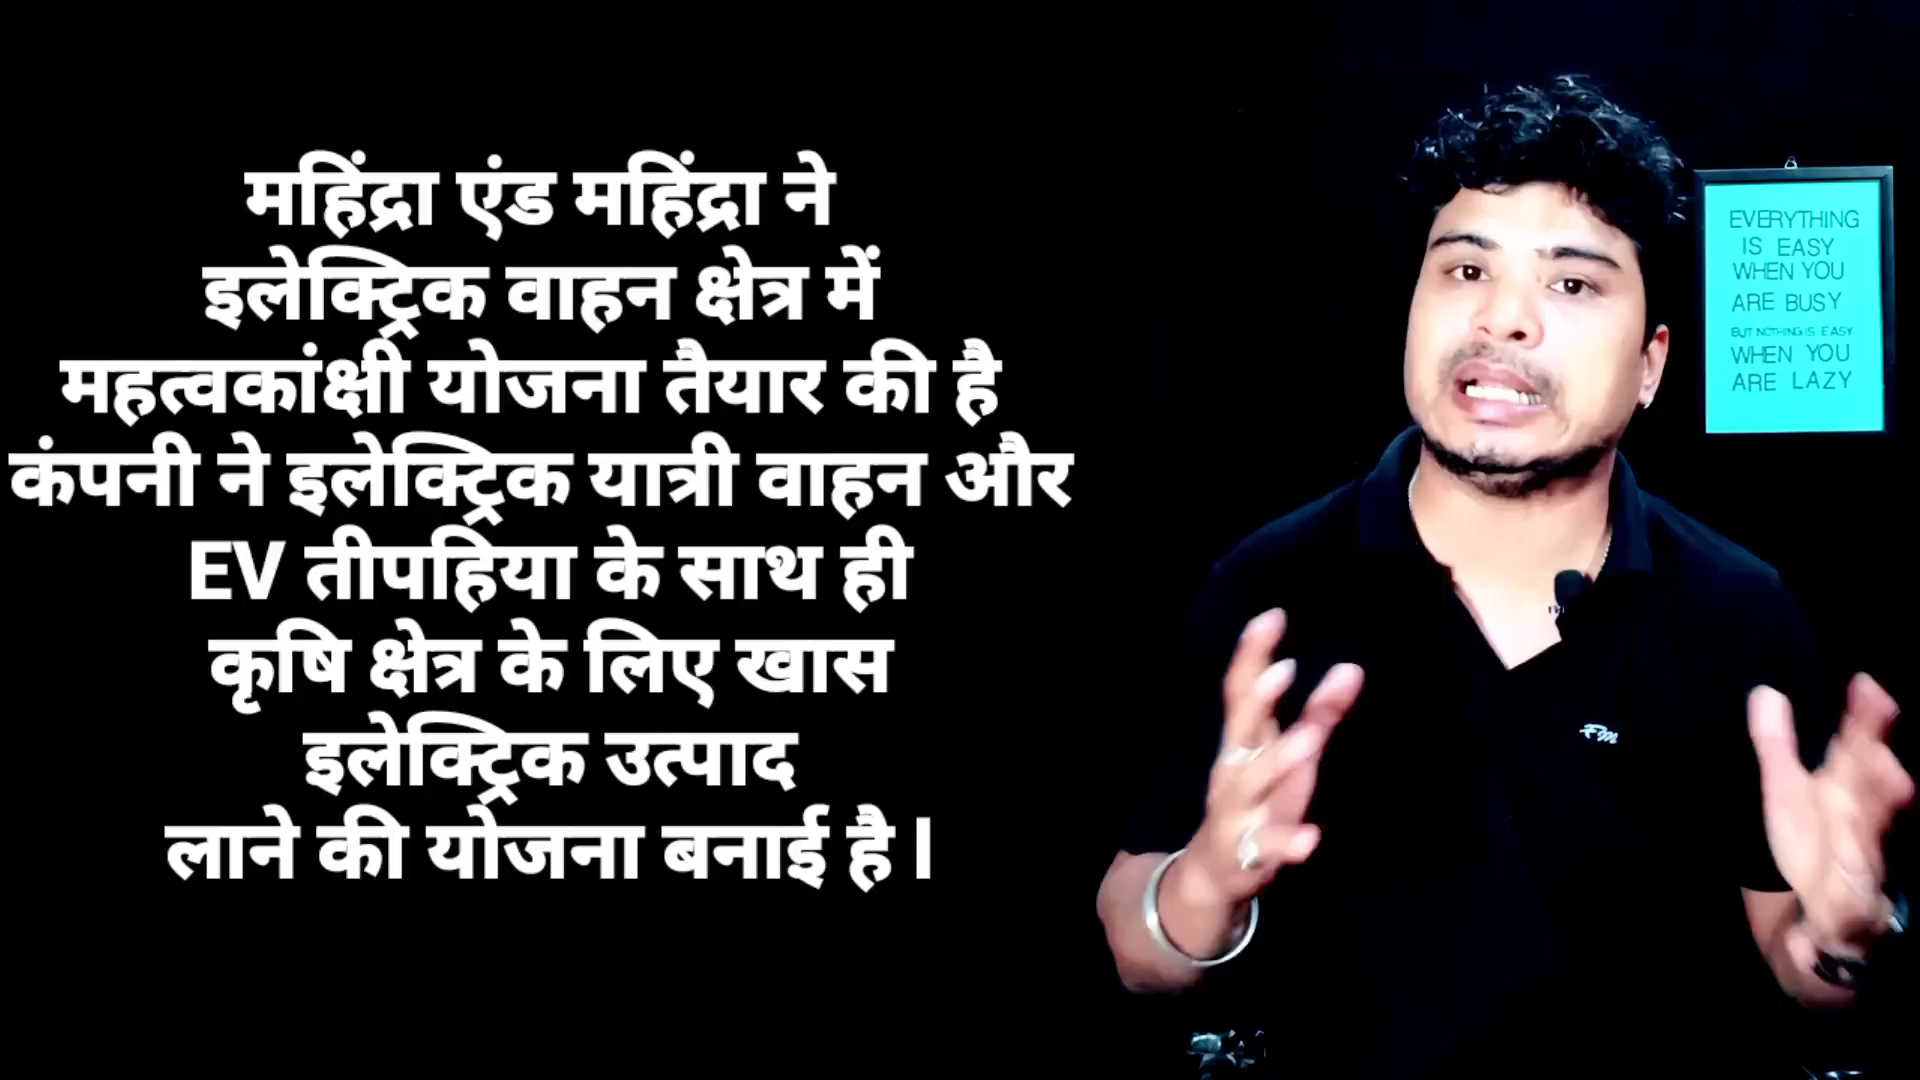 महिंद्रा एंड महिंद्रा ने
इलेक्ट्रिक वाहन क्षेत्र में
महत्वकांक्षी योजना तैयार की है
कंपनी ने इलेक्ट्रिक यात्री वाहन और
EV तीपहिया के साथ ही
कृषि क्षेत्र के लिए खास
इलेक्ट्रिक उत्पाद
लाने की योजना बनाई है l
EVERYTHING
IS EASY
WHEN YOU
ARE BUSY
BUT NOTHING IS EASY
WHEN YOU
ARE LAZY